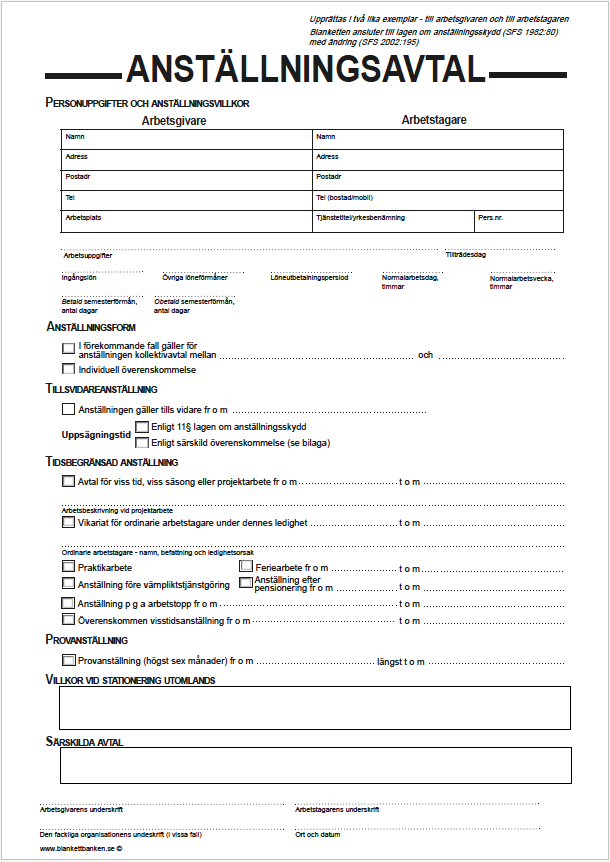 Upprättas i två lika exemplar - till arbetsgivaren och till arbetstagaren
Blanketten ansluter till lagen om anställningsskydd (SFS 1982:80)
med ändring (SFS 2002:195)
ANSTÄLLNINGSAVTAL
PERSONUPPGIFTER OCH ANSTÄLLNINGSVILLKOR
Arbetsgivare Arbetstagare
Namn Namn
Adress Adress
Postadr Postadr
Tel Tel (bostad/mobil)
Arbetsplats Tjänstetitel/yrkesbenämning Pers.nr.
Arbetsuppgifter Tillträdesdag
Ingångslön Övriga löneförmåner Löneutbetalningsperiod Normalarbetsdag, Normalarbetsvecka,
timmar timmar
Betald semesterförmån, Obetald semesterförmån,
antal dagar antal dagar
ANSTÄLLNINGSFORM
I förekommande fall gäller för
anställningen kollektivavtal mellan och
Individuell överenskommelse
TILLSVIDAREANSTÄLLNING
Anställningen gäller tills vidare fr o m
Enligt 11§ lagen om anställningsskydd
Uppsägningstid
Enligt särskild överenskommelse (se bilaga)
TIDSBEGRÄNSAD ANSTÄLLNING
Avtal för viss tid, viss säsong eller projektarbete fr o m t o m
Arbetsbeskrivning vid projektarbete
Vikariat för ordinarie arbetstagare under dennes ledighet t o m
Ordinarie arbetstagare - namn, befattning och ledighetsorsak
Praktikarbete Feriearbete fr o m t o m
Anställning före vämpliktstjänstgöring Anställning efter
pensionering fr o m t o m
Anställning p g a arbetstopp fr o m t o m
Överenskommen visstidsanställning fr o m t o m
PROVANSTÄLLNING
Provanställning (högst sex månader) fr o m längst t o m
VILLKOR VID STATIONERING UTOMLANDS
SÄRSKILDA AVTAL
Arbetsgivarens underskrift Arbetstagarens underskrift
Den fackliga organisationens undeskrift (i vissa fall) Ort och datum
www.blankettbanken.se ©